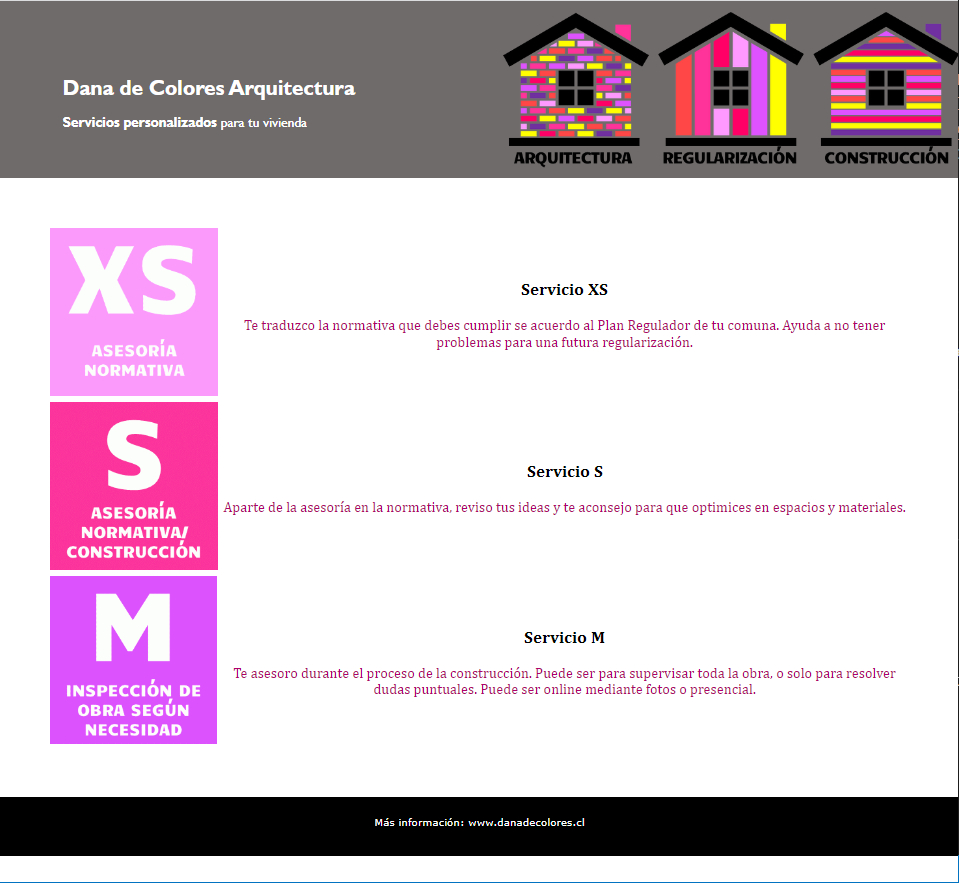 Dana de Colores Arquitectura
Servicios personalizados para tu vivienda
ARQUITECTURA
REGULARIZACIÓN
CONSTRUCCIÓN
XS
ASESORÍA
NORMATIVA
Servicio XS
Te traduzco la normativa que debes cumplir se acuerdo al Plan Regulador de tu comuna. Ayuda a no tener
problemas para una futura regularización.
S
ASESORÍA
NORMATIVA/
CONSTRUCCIÓN
Servicio S
Aparte de la asesoría en la normativa, reviso tus ideas y te aconsejo para que optimices en espacios y materiales.
M
INSPECCIÓN DE
OBRA SEGÚN
NECESIDAD
Servicio M
Te asesoro durante el proceso de la construcción. Puede ser para supervisar toda la obra, o solo para resolver
dudas puntuales. Puede ser online mediante fotos o presencial.
Más información: www.danadecolores.cl